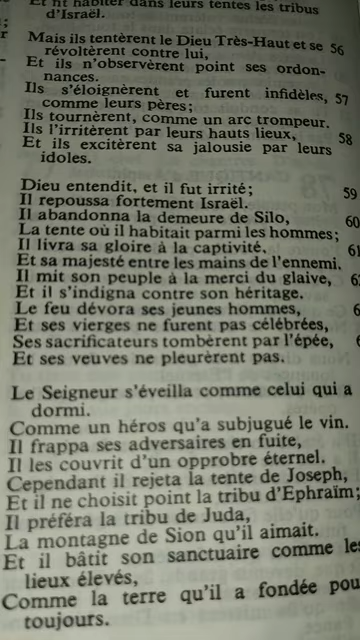 Et fit habiter dans leurs tentes les tribus
d'Israël.
Mais ils tentèrent le Dieu Très-Haut et se 56
révoltèrent contre lui,
Et ils n'observèrent point ses ordon-
nances.
Ils s'éloignèrent et furent infidèles, 57
comme leurs pères;
Ils tournèrent, comme un arc trompeur.
Ils l'irritèrent par leurs hauts lieux, 58
Et ils excitèrent sa jalousie par leurs
idoles.
Dieu entendit, et il fut irrité; 59
Il repoussa fortement Israël.
Il abandonna la demeure de Silo, 60
La tente où il habitait parmi les hommes;
Il livra sa gloire à la captivité, 61
Et sa majesté entre les mains de l'ennemi.
Il mit son peuple à la merci du glaive, 6
Et il s'indigna contre son héritage.
Le feu dévora ses jeunes hommes, 6
Et ses vierges ne furent pas célébrées,
Ses sacrificateurs tombèrent par l'épée, 6
Et ses veuves ne pleurèrent pas.
Le Seigneur s'éveilla comme celui qui a
dormi.
Comme un héros qu'a subjugué le vin.
Il frappa ses adversaires en fuite,
Il les couvrit d'un opprobre éternel.
Cependant il rejeta la tente de Joseph,
Et il ne choisit point la tribu d'Ephraïm;
Il préféra la tribu de Juda,
La montagne de Sion qu'il aimait.
Et il bâtit son sanctuaire comme les
lieux élevés,
Comme la terre qu'il a fondée pou
toujours.